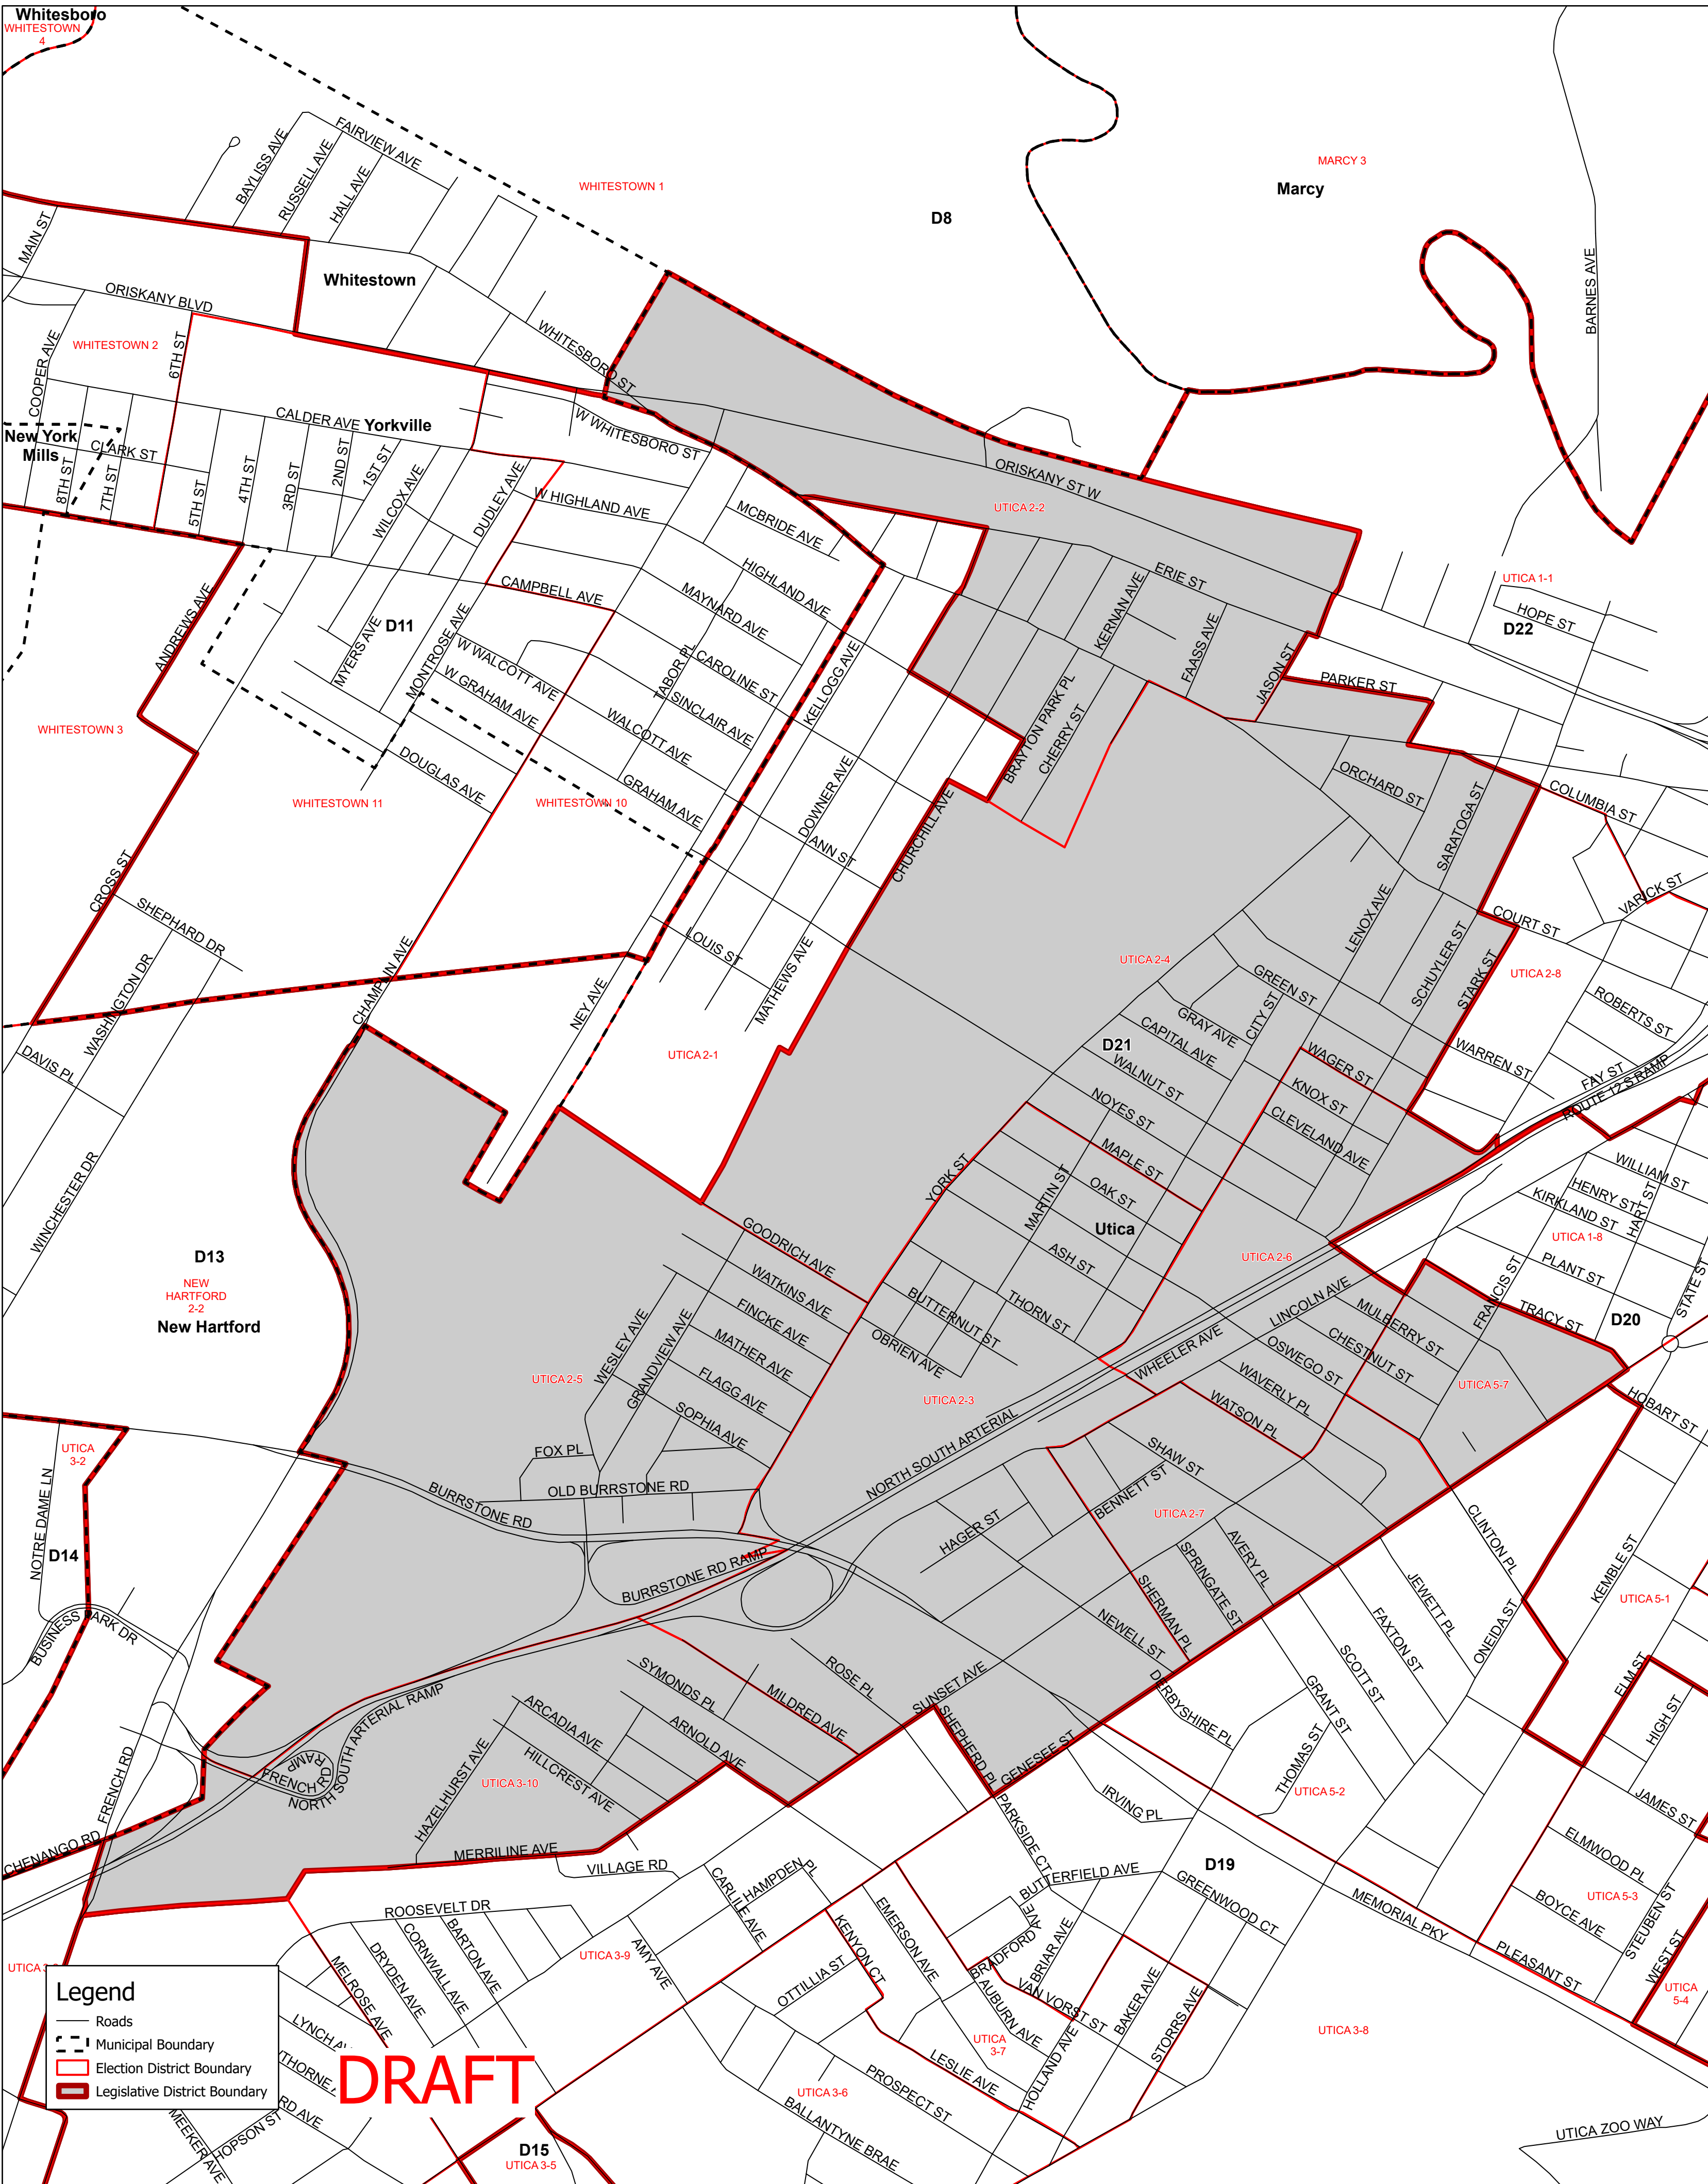 Whitesboro
WHITESTOWN
4
FAIRVIEW AVE
BAYLISS AVE
RUSSELL AVE
HALL AVE
WHITESTOWN 1
MARCY 3
Marcy
D8
MAIN ST
Whitestown
BARNES AVE
ORISKANY BLVD
WHITESTOWN 2
6TH ST
COOPER AVE
WHITESBORO ST
CALDER AVE
Yorkville
W WHITESBORO ST
New York
Mills
CLARK ST
8TH ST
7TH ST
5TH ST
4TH ST
3RD ST
2ND ST
1ST ST
WILCOX AVE
DUDLEY AVE
W HIGHLAND AVE
MCBRIDE AVE
ORISKANY ST W
UTICA 2-2
HIGHLAND AVE
CAMPBELL AVE
MAYNARD AVE
ERIE ST
KERNAN AVE
FAASS AVE
JASON ST
UTICA 1-1
HOPE ST
D22
ANDREWS AVE
D11
MYERS AVE
MONTROSE AVE
W WALCOTT AVE
W GRAHAM AVE
TABOR PL
CAROLINE ST
SINCLAIR AVE
KELLOGG AVE
PARKER ST
WHITESTOWN 3
WALCOTT AVE
DOUGLAS AVE
WHITESTOWN 11
WHITESTOWN 10
GRAHAM AVE
DOWNER AVE
ANN ST
BRAYTON PARK PL
CHERRY ST
CHURCHILL AVE
ORCHARD ST
SARATOGA ST
COLUMBIA ST
VARICK ST
COURT ST
CROSS ST
SHEPHARD DR
WASHINGTON DR
CHAMPLIN AVE
LOUIS ST
NEY AVE
MATHEWS AVE
UTICA 2-1
UTICA 2-4
LENOX AVE
SCHUYLER ST
STARK ST
UTICA 2-8
ROBERTS ST
GREEN ST
GRAY AVE
CITY ST
CAPITAL AVE
D21
WALNUT ST
WAGER ST
WARREN ST
FAY ST
ROUTE 12 S RAMP
KNOX ST
CLEVELAND AVE
NOYES ST
MAPLE ST
DAVIS PL
WINCHESTER DR
YORK ST
OAK ST
MARTIN ST
Utica
ASH ST
WILLIAM ST
HENRY ST
HART ST
KIRKLAND ST
UTICA 1-8
PLANT ST
STATE ST
D13
NEW
HARTFORD
2-2
New Hartford
GOODRICH AVE
WATKINS AVE
FINCKE AVE
WESLEY AVE
GRANDVIEW AVE
MATHER AVE
FLAGG AVE
SOPHIA AVE
UTICA 2-5
UTICA 2-6
BUTTERNUT ST
THORN ST
OBRIEN AVE
LINCOLN AVE
MULBERRY ST
FRANCIS ST
TRACY ST
D20
CHESTNUT ST
OSWEGO ST
WHEELER AVE
WAVERLY PL
WATSON PL
UTICA 2-3
UTICA 5-7
HOBART ST
UTICA
3-2
FOX PL
SHAW ST
NORTH SOUTH ARTERIAL
NOTRE DAME LN
OLD BURRSTONE RD
BURRSTONE RD
BENNETT ST
UTICA 2-7
HAGER ST
AVERY PL
SPRINGATE ST
CLINTON PL
KEMBLE ST
D14
BURRSTONE RD RAMP
SHERMAN PL
JEWETT PL
FAXTON ST
UTICA 5-1
BUSINESS PARK DR
NEWELL ST
SCOTT ST
ONEIDA ST
ROSE PL
SYMONDS PL
MILDRED AVE
SUNSET AVE
DERBYSHIRE PL
GRANT ST
ELM ST
HIGH ST
NORTH SOUTH ARTERIAL RAMP
ARCADIA AVE
ARNOLD AVE
SHEPHERD PL
GENESEE ST
THOMAS ST
RAMP
FRENCH RD
FRENCH RD
HAZELHURST AVE
HILLCREST AVE
UTICA 3-10
PARKSIDE CT
IRVING PL
UTICA 5-2
JAMES ST
CHENANGO RD
MERRILINE AVE
VILLAGE RD
ELMWOOD PL
D19
CARLILE AVE
HAMPDEN PL
BUTTERFIELD AVE
GREENWOOD CT
MEMORIAL PKY
UTICA 5-3
BOYCE AVE
STEUBEN ST
ROOSEVELT DR
EMERSON AVE
KENYON CT
BRADFORD AVE
BRIAR AVE
WEST ST
PLEASANT ST
BARTON AVE
CORNWALL AVE
DRYDEN AVE
MELROSE AVE
UTICA 3-9
AMY AVE
OTTILLIA ST
AUBURN AVE
VAN VORST ST
BAKER AVE
STORRS AVE
UTICA
5-4
Legend
Roads
Municipal Boundary
Election District Boundary
Legislative District Boundary
DRAFT
UTICA
3-7
UTICA 3-8
LESLIE AVE
HOLLAND AVE
UTICA 3-6
PROSPECT ST
BALLANTYNE BRAE
MEEKER AVE
HOPSON ST
D15
UTICA 3-5
UTICA ZOO WAY